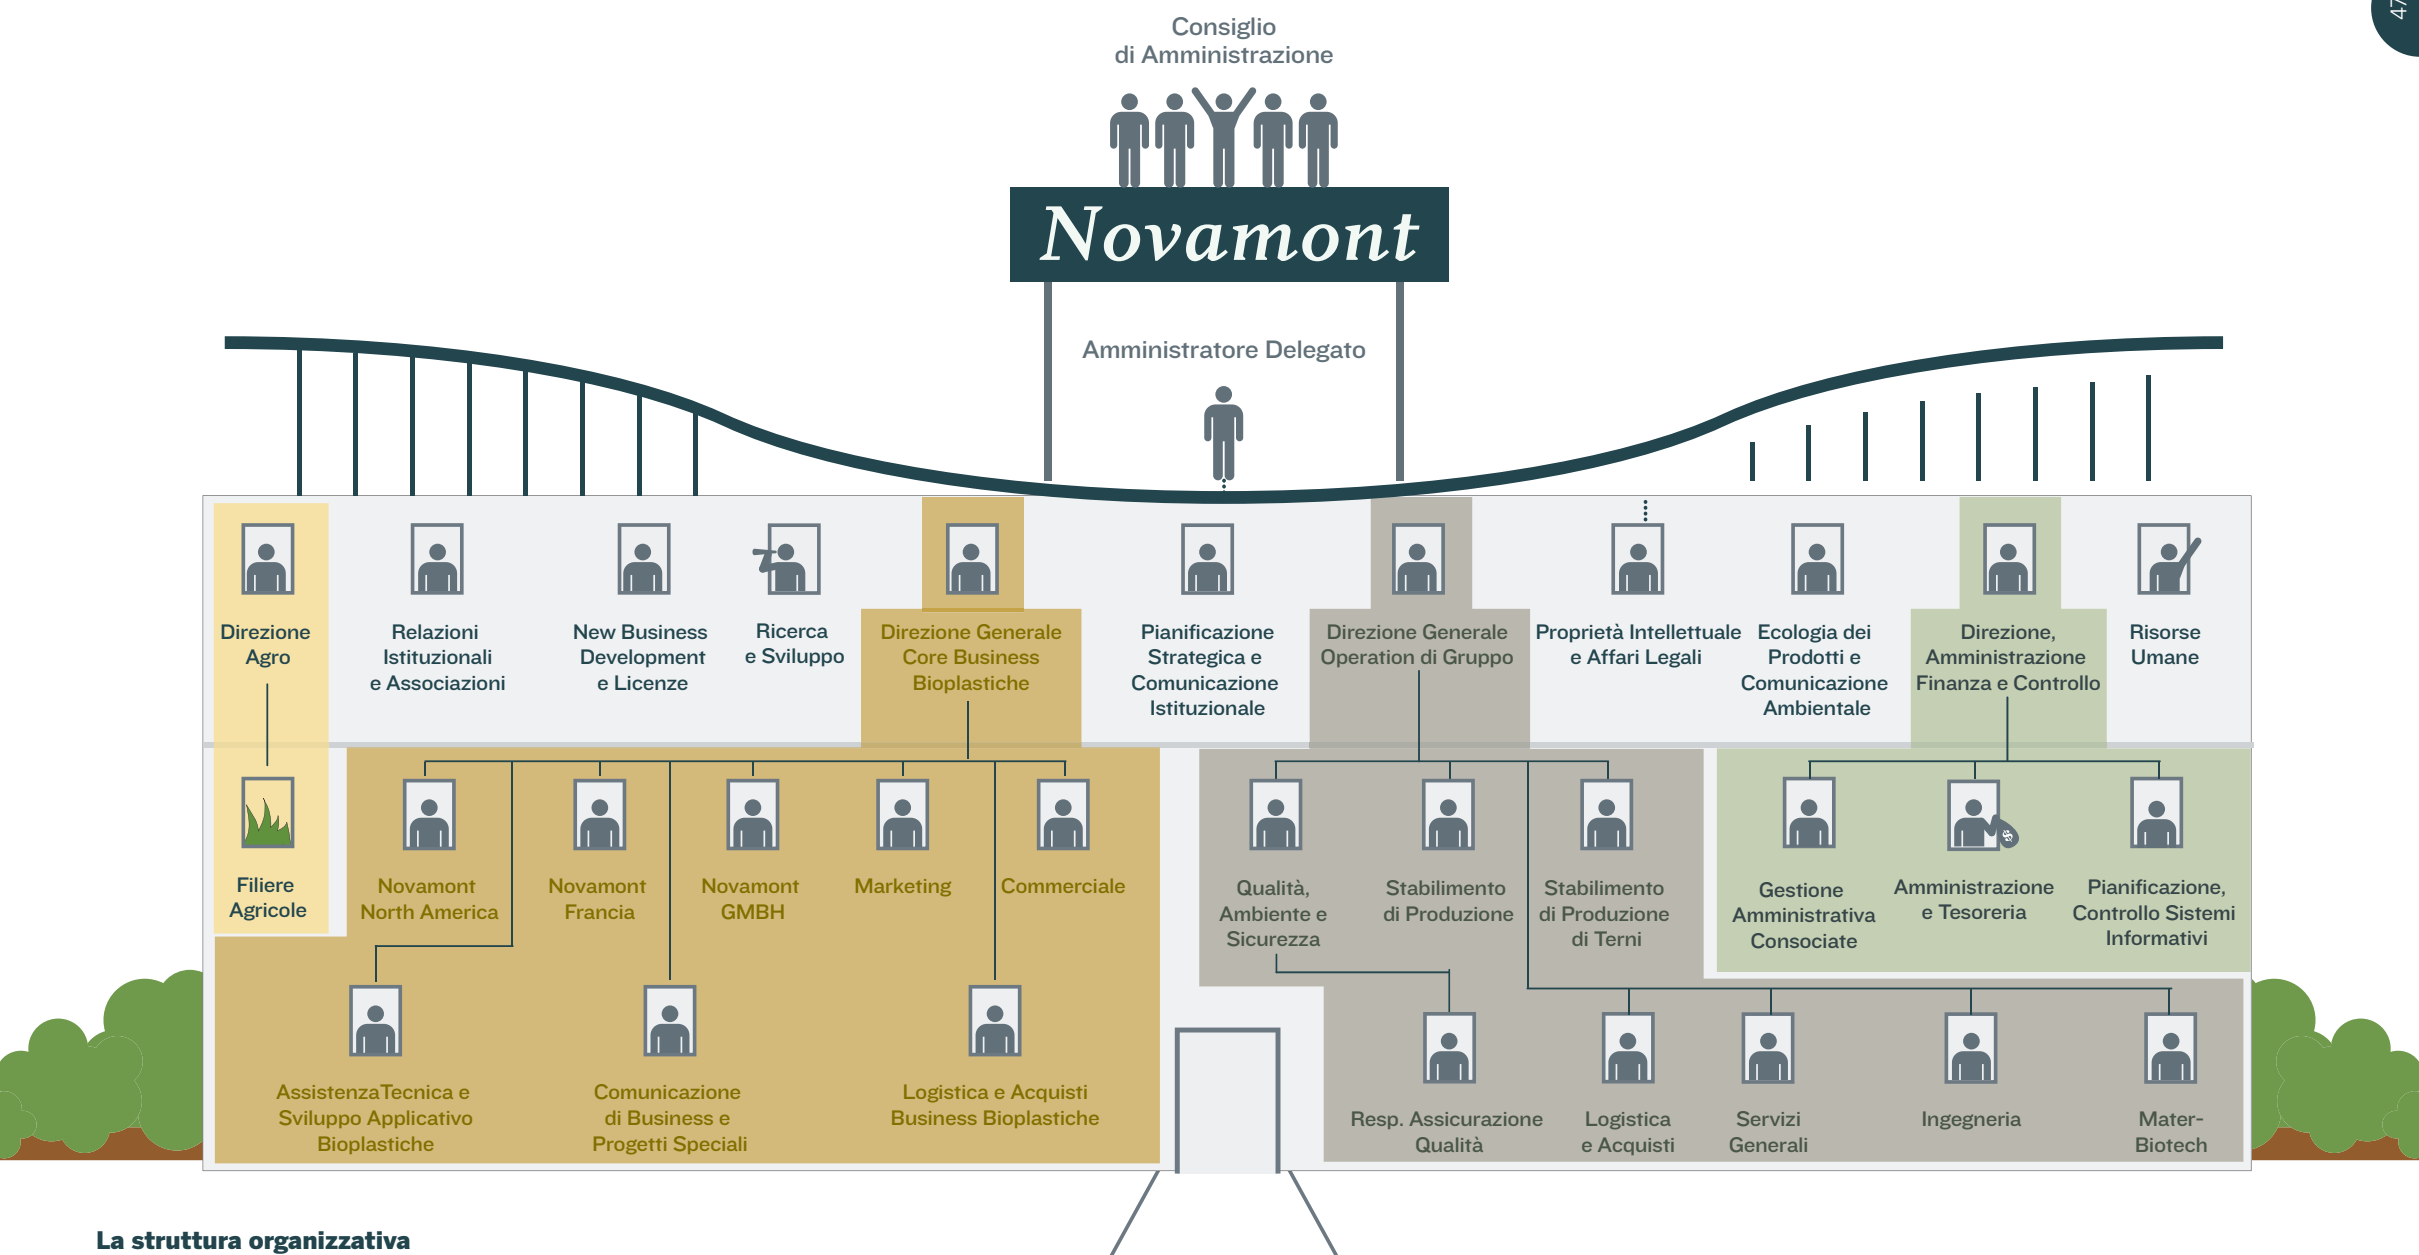 47
Consiglio
di Amministrazione
Novamont
Amministratore Delegato
Direzione
Agro
Relazioni
Istituzionali
e Associazioni
New Business
Development
e Licenze
Ricerca
e Sviluppo
Direzione Generale
Core Business
Bioplastiche
Pianificazione
Strategica e
Comunicazione
Istituzionale
Direzione Generale
Operation di Gruppo
Proprietà Intellettuale
e Affari Legali
Ecologia dei
Prodotti e
Comunicazione
Ambientale
Direzione,
Amministrazione
Finanza e Controllo
Risorse
Umane
Filiere
Agricole
Novamont
North America
Novamont
Francia
Novamont
GMBH
Marketing
Commerciale
Qualità,
Ambiente e
Sicurezza
Stabilimento
di Produzione
Stabilimento
di Produzione
di Terni
Gestione
Amministrativa
Consociate
$
Amministrazione
e Tesoreria
Pianificazione,
Controllo Sistemi
Informativi
AssistenzaTecnica e
Sviluppo Applicativo
Bioplastiche
Comunicazione
di Business e
Progetti Speciali
Logistica e Acquisti
Business Bioplastiche
Resp. Assicurazione
Qualità
Logistica
e Acquisti
Servizi
Generali
Ingegneria
Mater-
Biotech
La struttura organizzativa